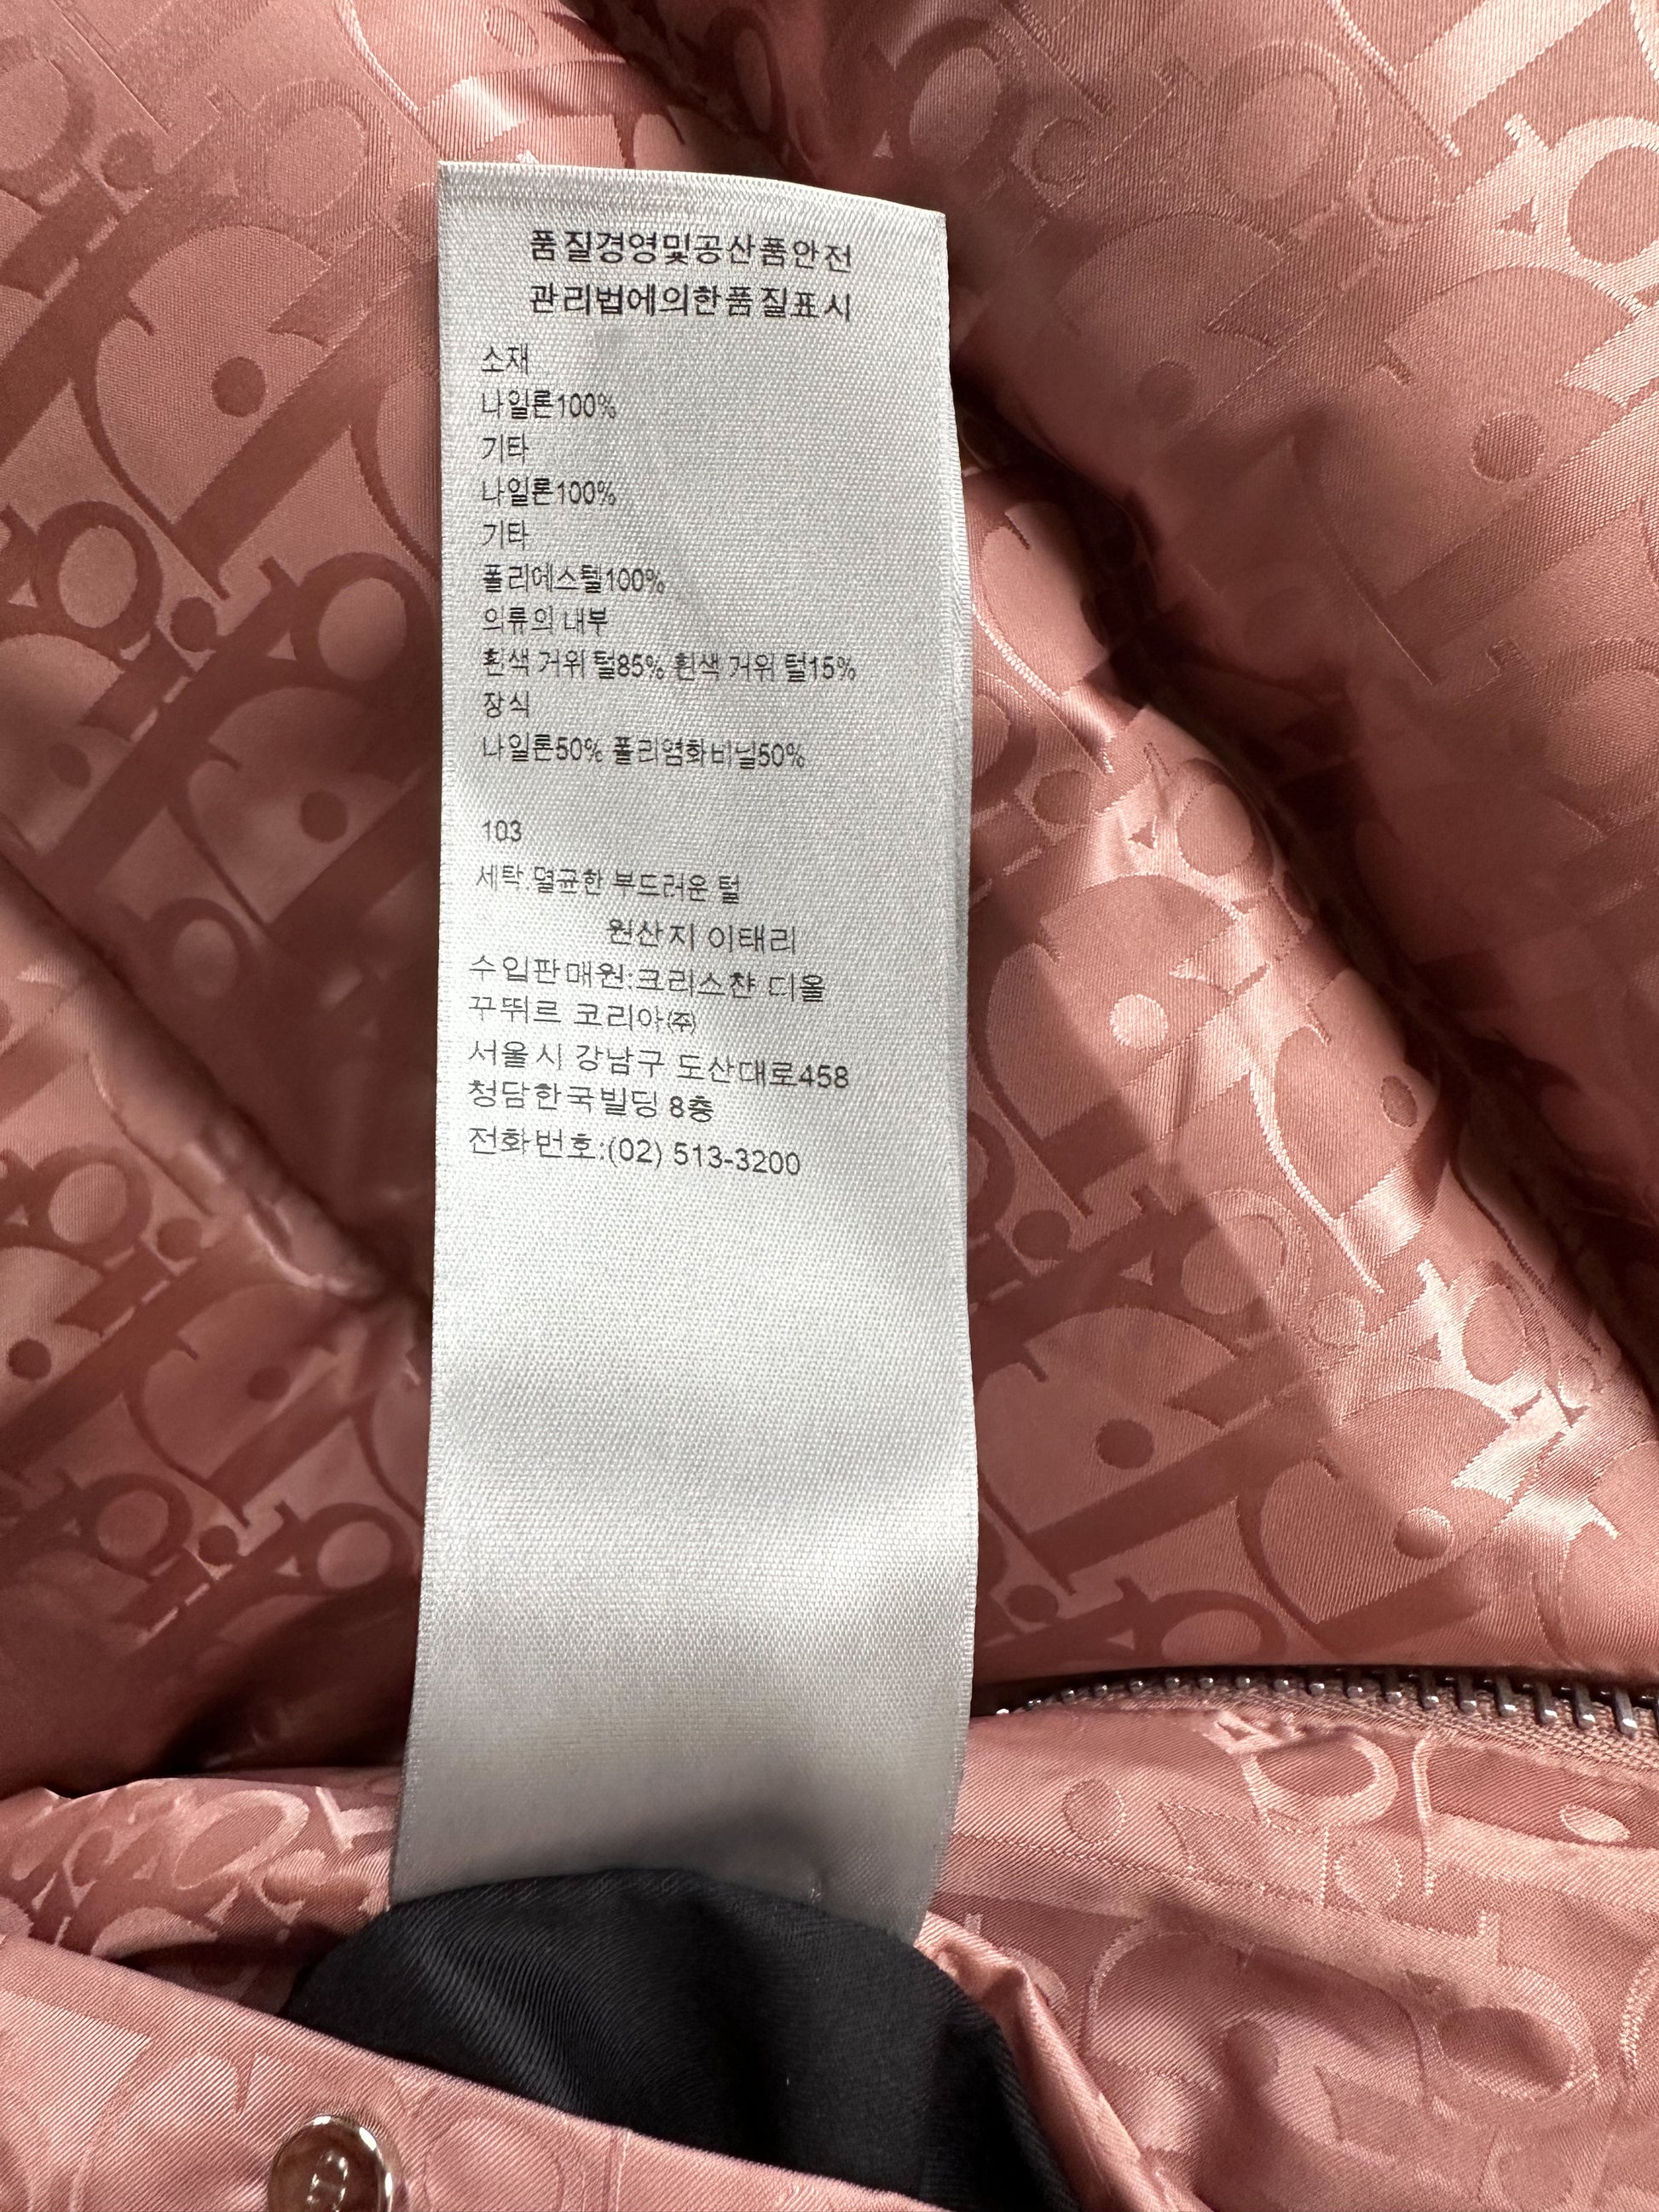 품질경영및공산품안전
관리법에의한품질표시
소재
나일론100%
기타
나일론100%
기타
폴리에스텔100%
의류의 내부
흰색 거위 털85% 흰색 거위 털15%
장식
나일론50% 폴리염화비닐50%
103
세탁.멸균한 부드러운 털
원산지 이태리
수입판매원:크리스챤 디올
꾸뛰르 코리아㈜
서울시 강남구 도산대로458
청담한국빌딩 8층
전화번호:(02) 513-3200